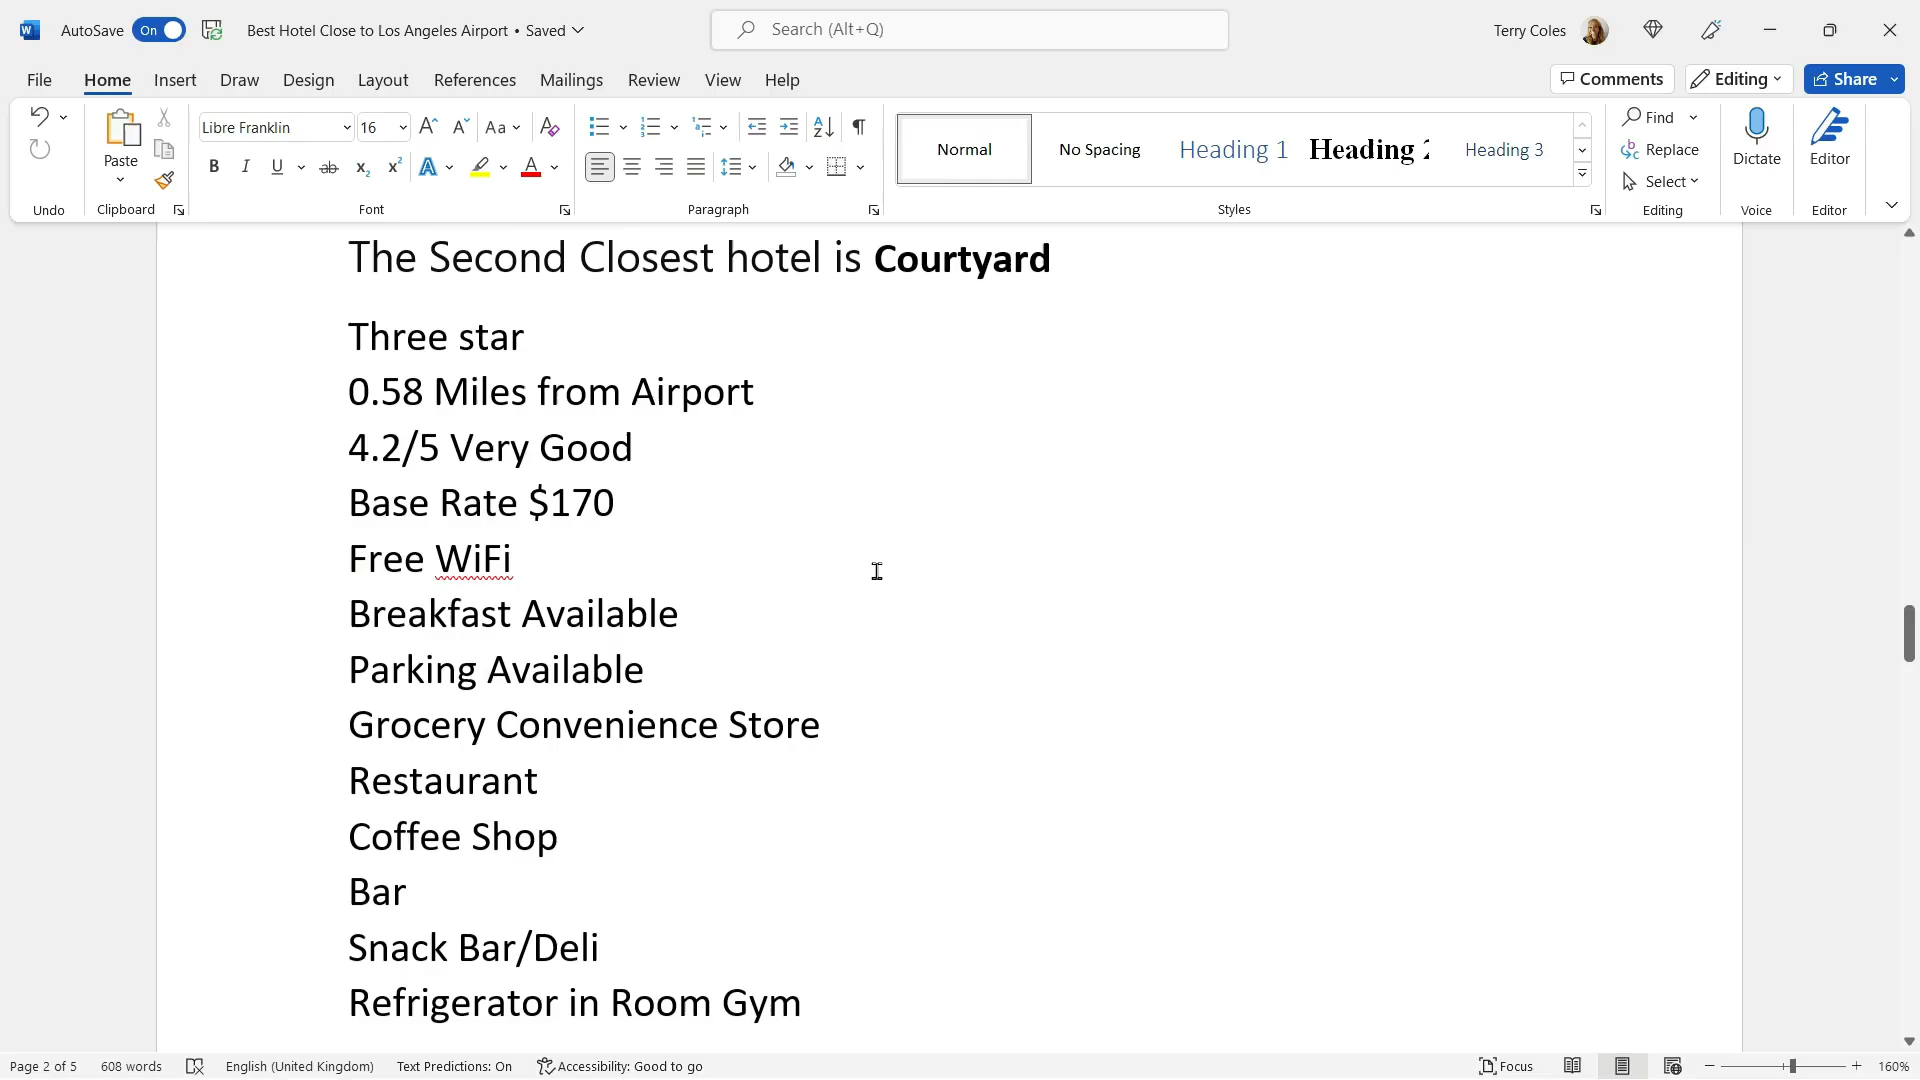 AutoSave On Best Hotel Close to Los Angeles Airport • Saved Search (Alt+Q) Terry Coles
File Home Insert Draw Design Layout References Mailings Review View Help Comments Editing Share
Libre Franklin 16 Aa Normal No Spacing Heading 1 Heading 2 Heading 3 Find
Paste Replace Dictate Editor
B I U ab Select
Undo Clipboard Font Paragraph Styles Editing Voice Editor
The Second Closest hotel is Courtyard
Three star
0.58 Miles from Airport
4.2/5 Very Good
Base Rate $170
Free WiFi
Breakfast Available
Parking Available
Grocery Convenience Store
Restaurant
Coffee Shop
Bar
Snack Bar/Deli
Refrigerator in Room Gym
Page 2 of 5 608 words English (United Kingdom) Text Predictions: On Accessibility: Good to go Focus 160%